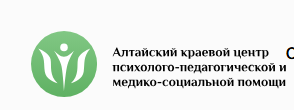 Алтайский краевой центр
психолого-педагогической и
медико-социальной помощи